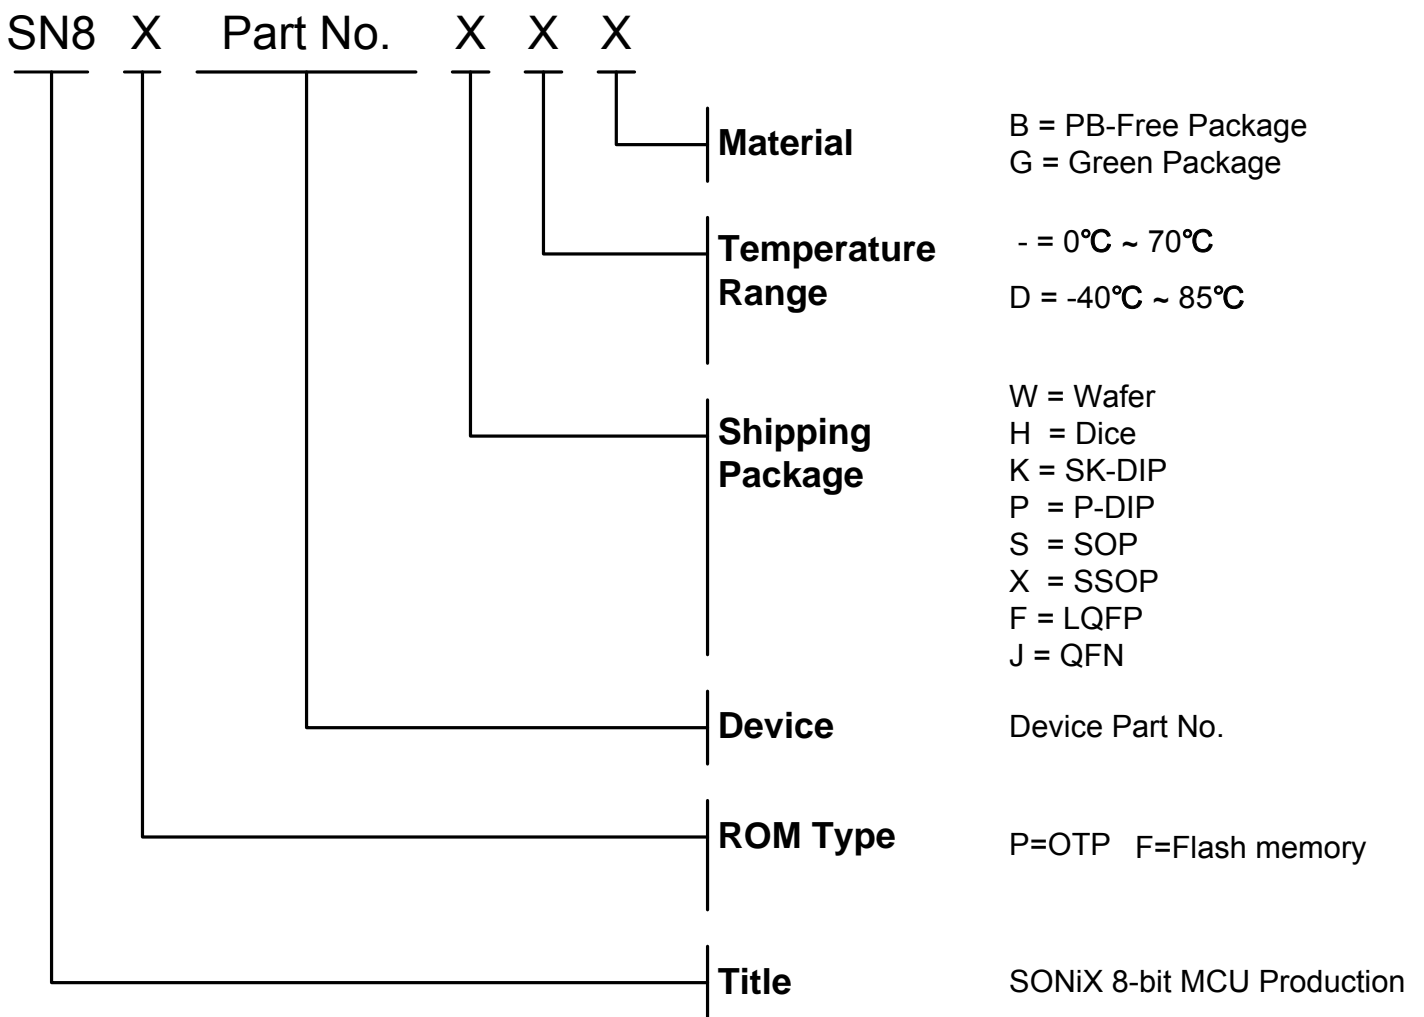 SN8 X Part No. X X X
Material
B = PB-Free Package
G = Green Package
Temperature
Range
- = 0℃ ~ 70℃
D = -40℃ ~ 85℃
Shipping
Package
W = Wafer
H = Dice
K = SK-DIP
P = P-DIP
S = SOP
X = SSOP
F = LQFP
J = QFN
Device
Device Part No.
ROM Type
P=OTP F=Flash memory
Title
SONiX 8-bit MCU Production